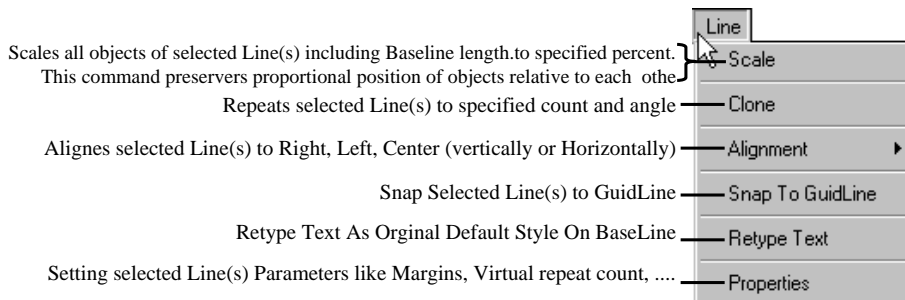 Line
Scales all objects of selected Line(s) including Baseline length.to specified percent.
This command preservers proportional position of objects relative to each othe
Scale
Repeats selected Line(s) to specified count and angle
Clone
Alignes selected Line(s) to Right, Left, Center (vertically or Horizontally)
Alignment
Snap Selected Line(s) to GuidLine
Snap To GuidLine
Retype Text As Orginal Default Style On BaseLine
Retype Text
Setting selected Line(s) Parameters like Margins, Virtual repeat count, ....
Properties